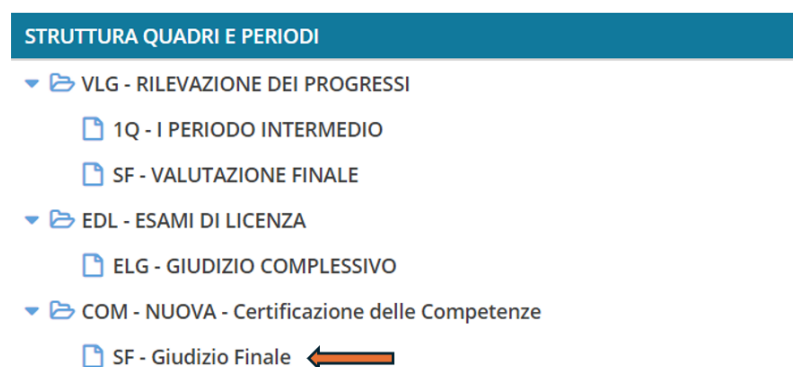 STRUTTURA QUADRI E PERIODI
VLG - RILEVAZIONE DEI PROGRESSI
1Q - I PERIODO INTERMEDIO
SF - VALUTAZIONE FINALE
EDL - ESAMI DI LICENZA
ELG - GIUDIZIO COMPLESSIVO
COM - NUOVA - Certificazione delle Competenze
SF - Giudizio Finale